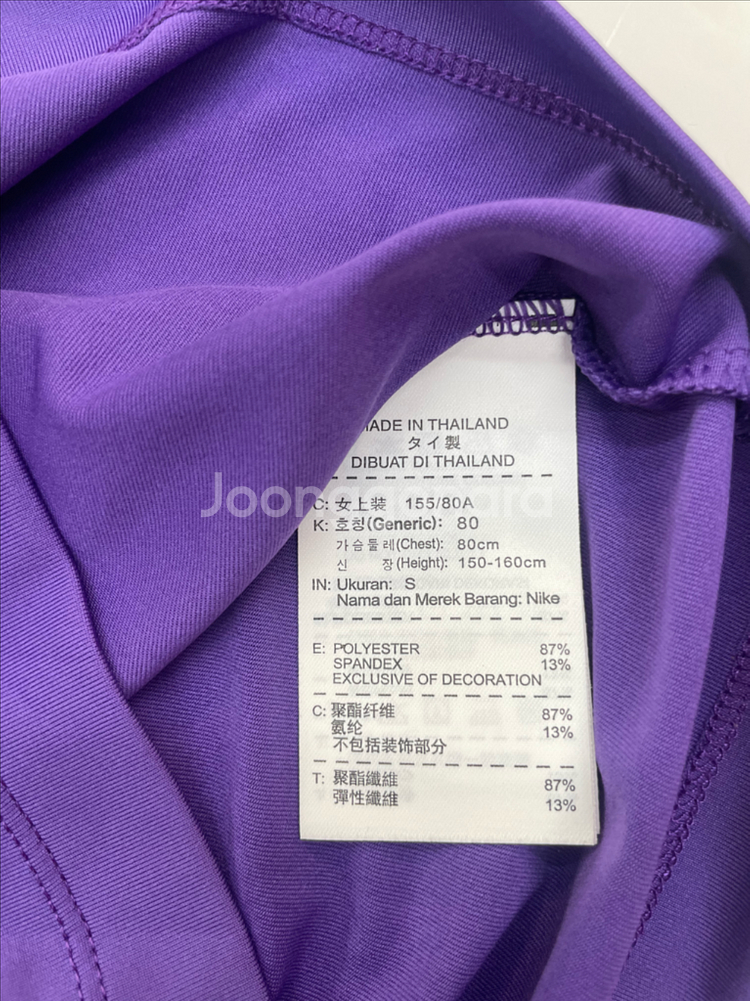 MADE IN THAILAND
タイ製
DIBUAT DI THAILAND
C: 女上裝 155/80A
K: 호칭(Generic): 80
가슴둘레(Chest): 80cm
신 장(Height): 150-160cm
IN: Ukuran: S
Nama dan Merek Barang: Nike
E: POLYESTER 87%
SPANDEX 13%
EXCLUSIVE OF DECORATION
C: 聚酯纤维 87%
氨纶 13%
不包括装饰部分
T: 聚酯纖維 87%
彈性纖維 13%
Joonggonara